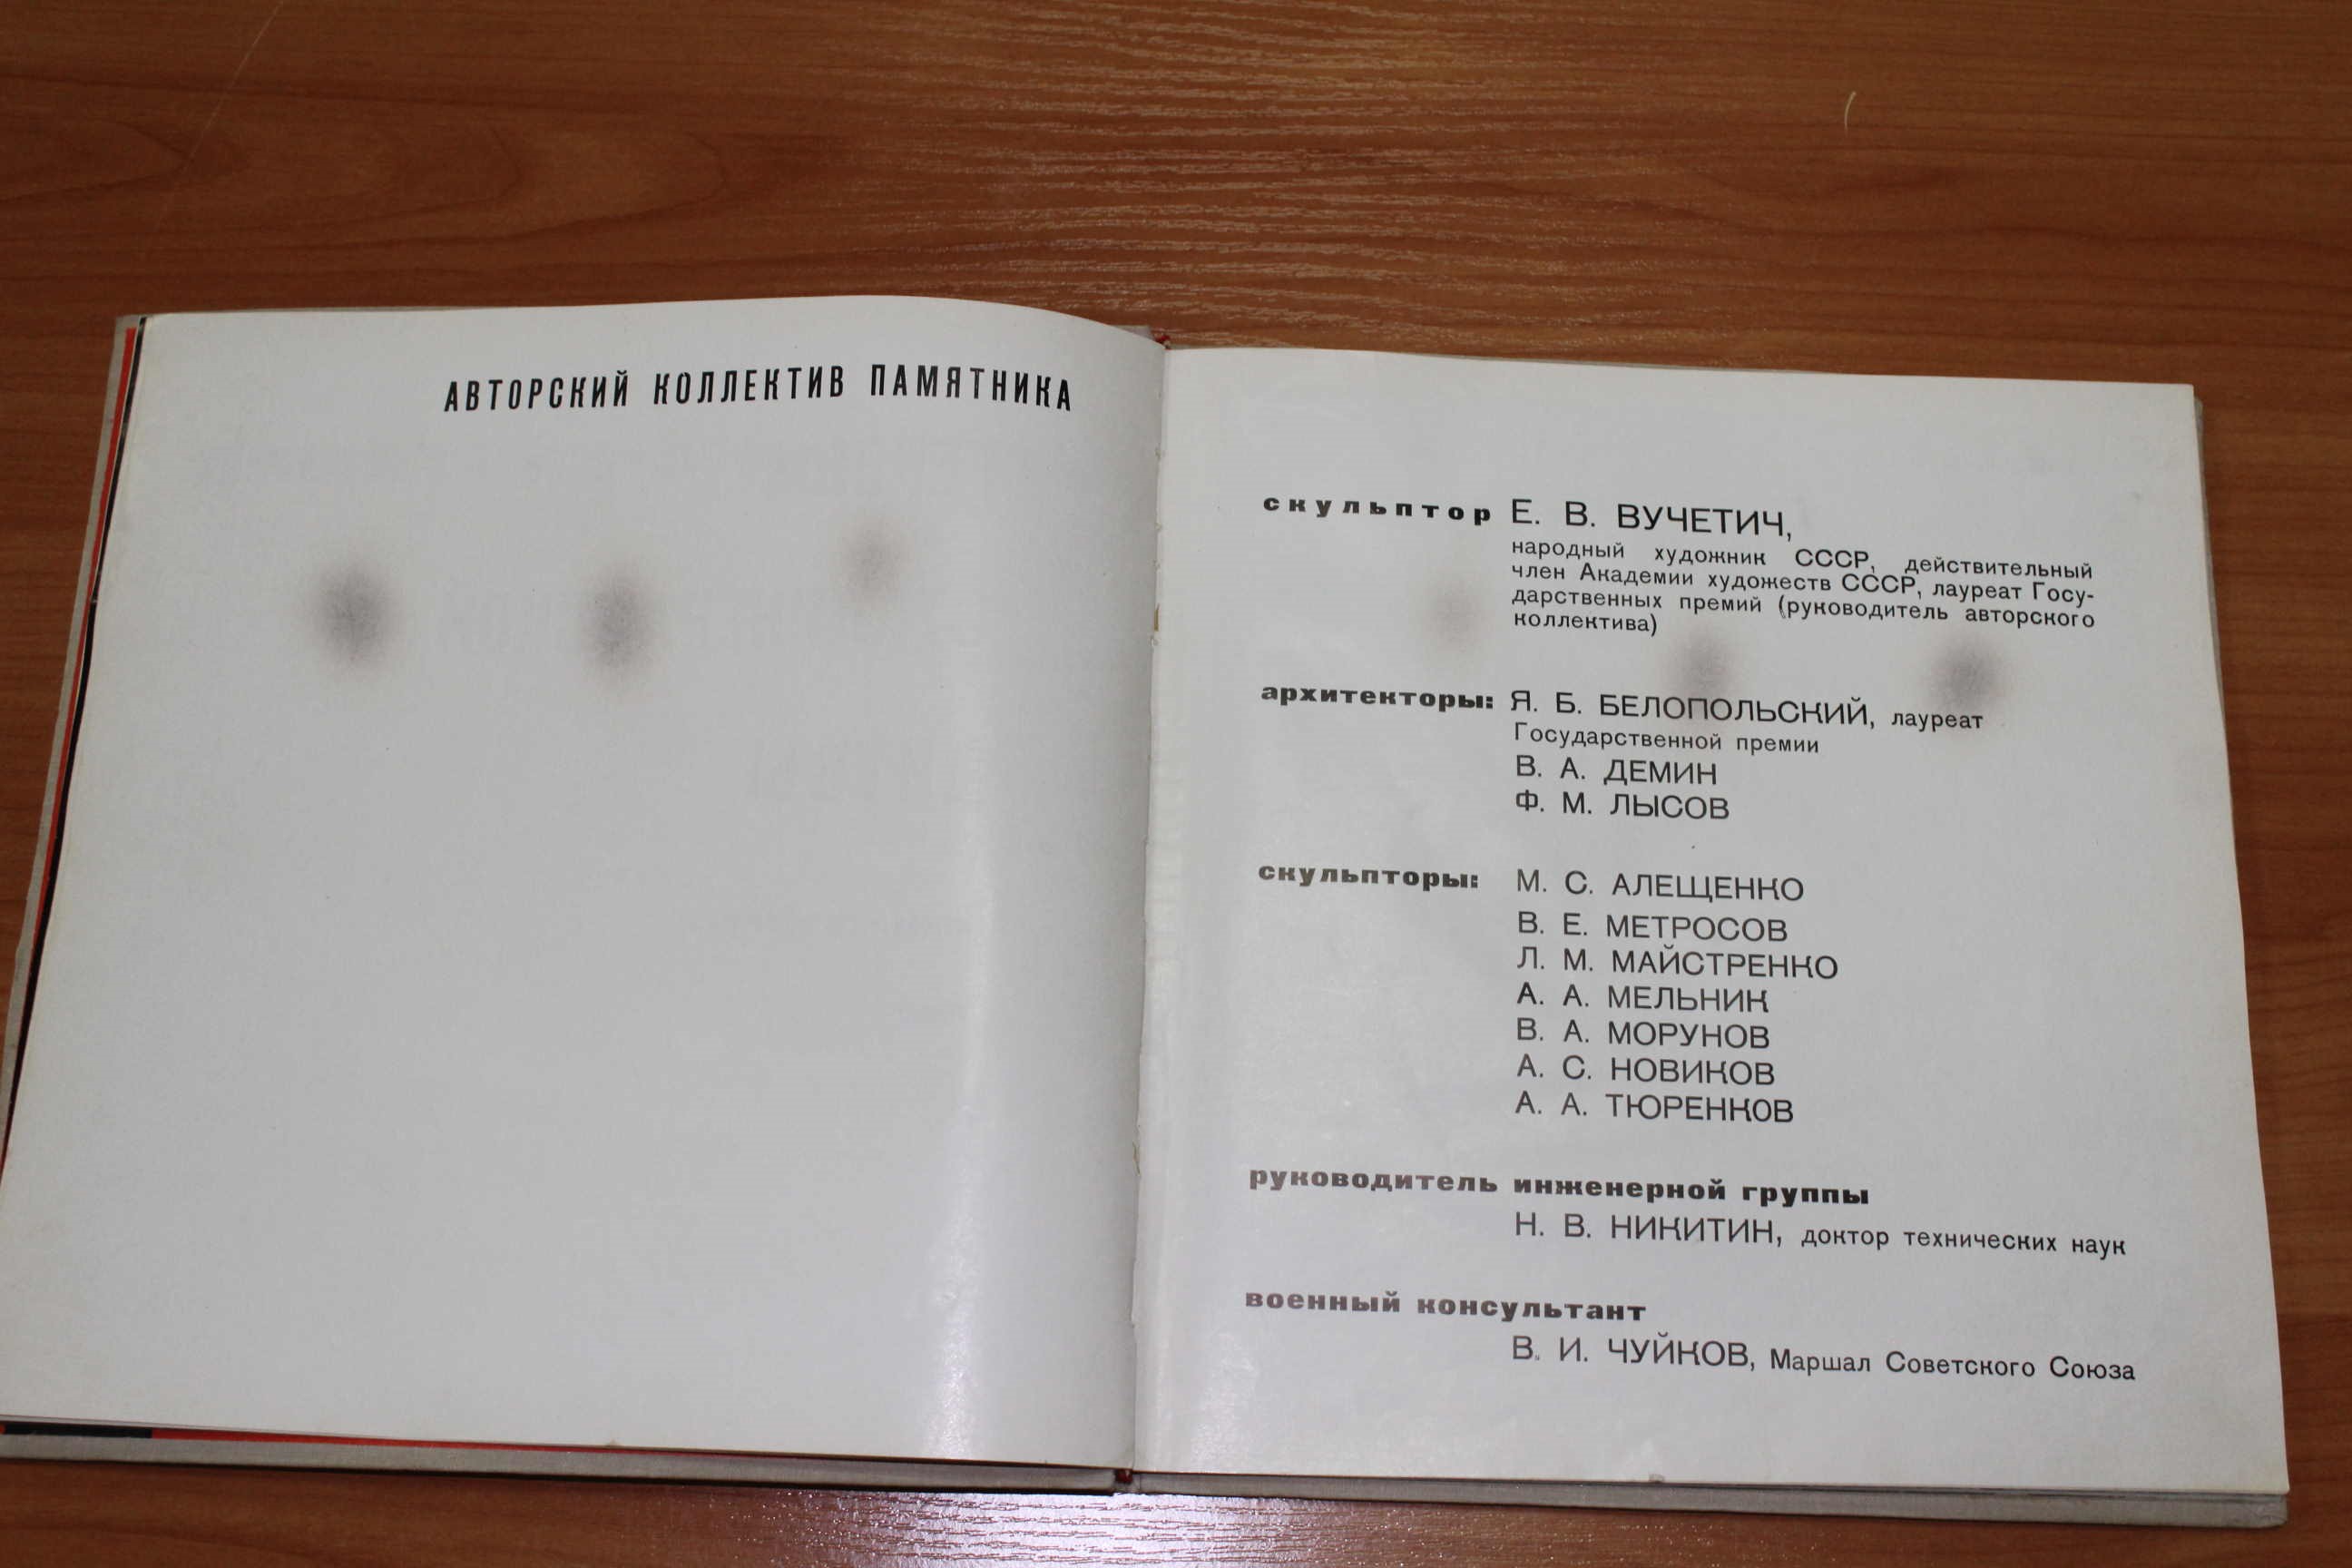 АВТОРСКИЙ КОЛЛЕКТИВ ПАМЯТНИКА
скульптор Е. В. ВУЧЕТИЧ,
народный художник СССР, действительный
член Академии художеств СССР, лауреат Госу-
дарственных премий (руководитель авторского
коллектива)
архитекторы: Я. Б. БЕЛОПОЛЬСКИЙ, лауреат
Государственной премии
В. А. ДЕМИН
Ф. М. ЛЫСОВ
скульпторы: М. С. АЛЕЩЕНКО
В. Е. МЕТРОСОВ
Л. М. МАЙСТРЕНКО
А. А. МЕЛЬНИК
В. А. МОРУНОВ
А. С. НОВИКОВ
А. А. ТЮРЕНКОВ
руководитель инженерной группы
Н. В. НИКИТИН, доктор технических наук
военный консультант
В. И. ЧУЙКОВ, Маршал Советского Союза